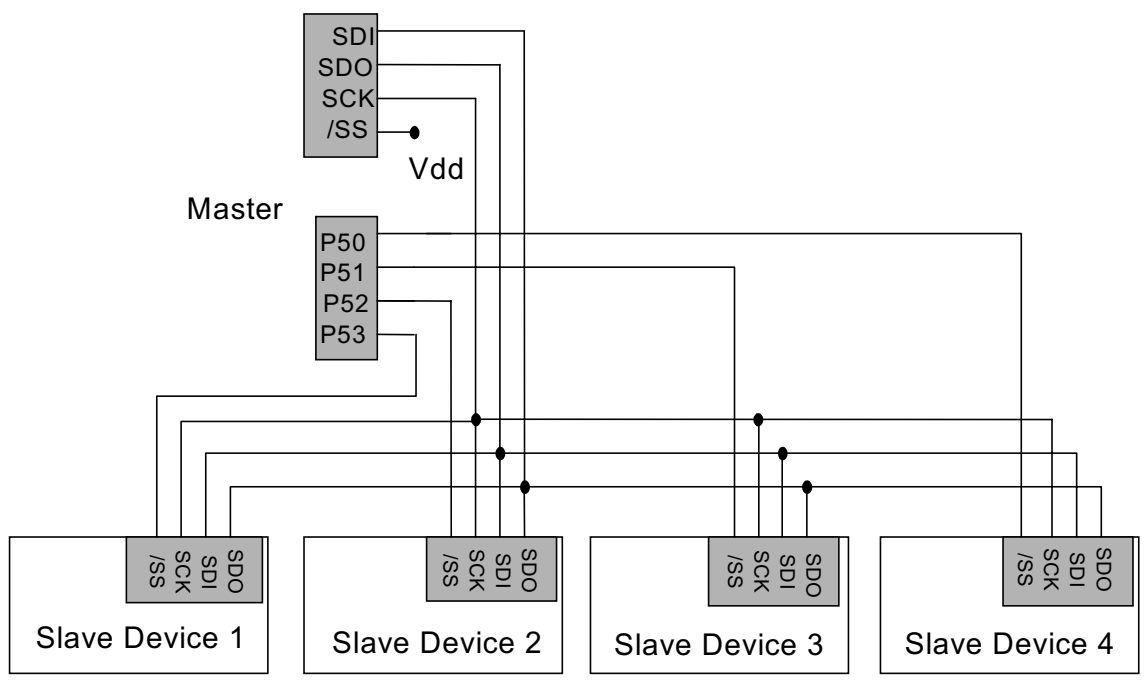 SDI
SDO
SCK
/SS
Vdd
Master
P50
P51
P52
P53
/SS
SCK
SDI
SDO
Slave Device 1
/SS
SCK
SDI
SDO
Slave Device 2
/SS
SCK
SDI
SDO
Slave Device 3
/SS
SCK
SDI
SDO
Slave Device 4